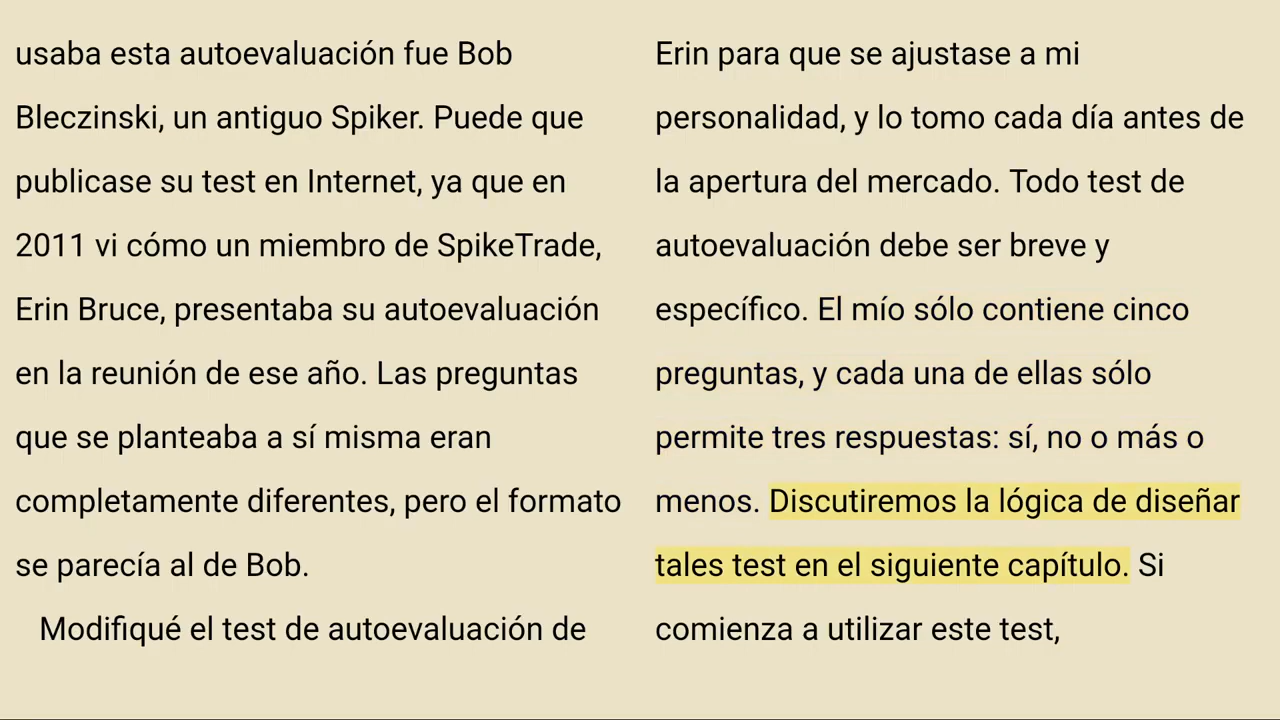 usaba esta autoevaluación fue Bob
Bleczinski, un antiguo Spiker. Puede que
publicase su test en Internet, ya que en
2011 vi cómo un miembro de SpikeTrade,
Erin Bruce, presentaba su autoevaluación
en la reunión de ese año. Las preguntas
que se planteaba a sí misma eran
completamente diferentes, pero el formato
se parecía al de Bob.
Modifiqué el test de autoevaluación de
Erin para que se ajustase a mi
personalidad, y lo tomo cada día antes de
la apertura del mercado. Todo test de
autoevaluación debe ser breve y
específico. El mío sólo contiene cinco
preguntas, y cada una de ellas sólo
permite tres respuestas: sí, no o más o
menos. Discutiremos la lógica de diseñar
tales test en el siguiente capítulo. Si
comienza a utilizar este test,